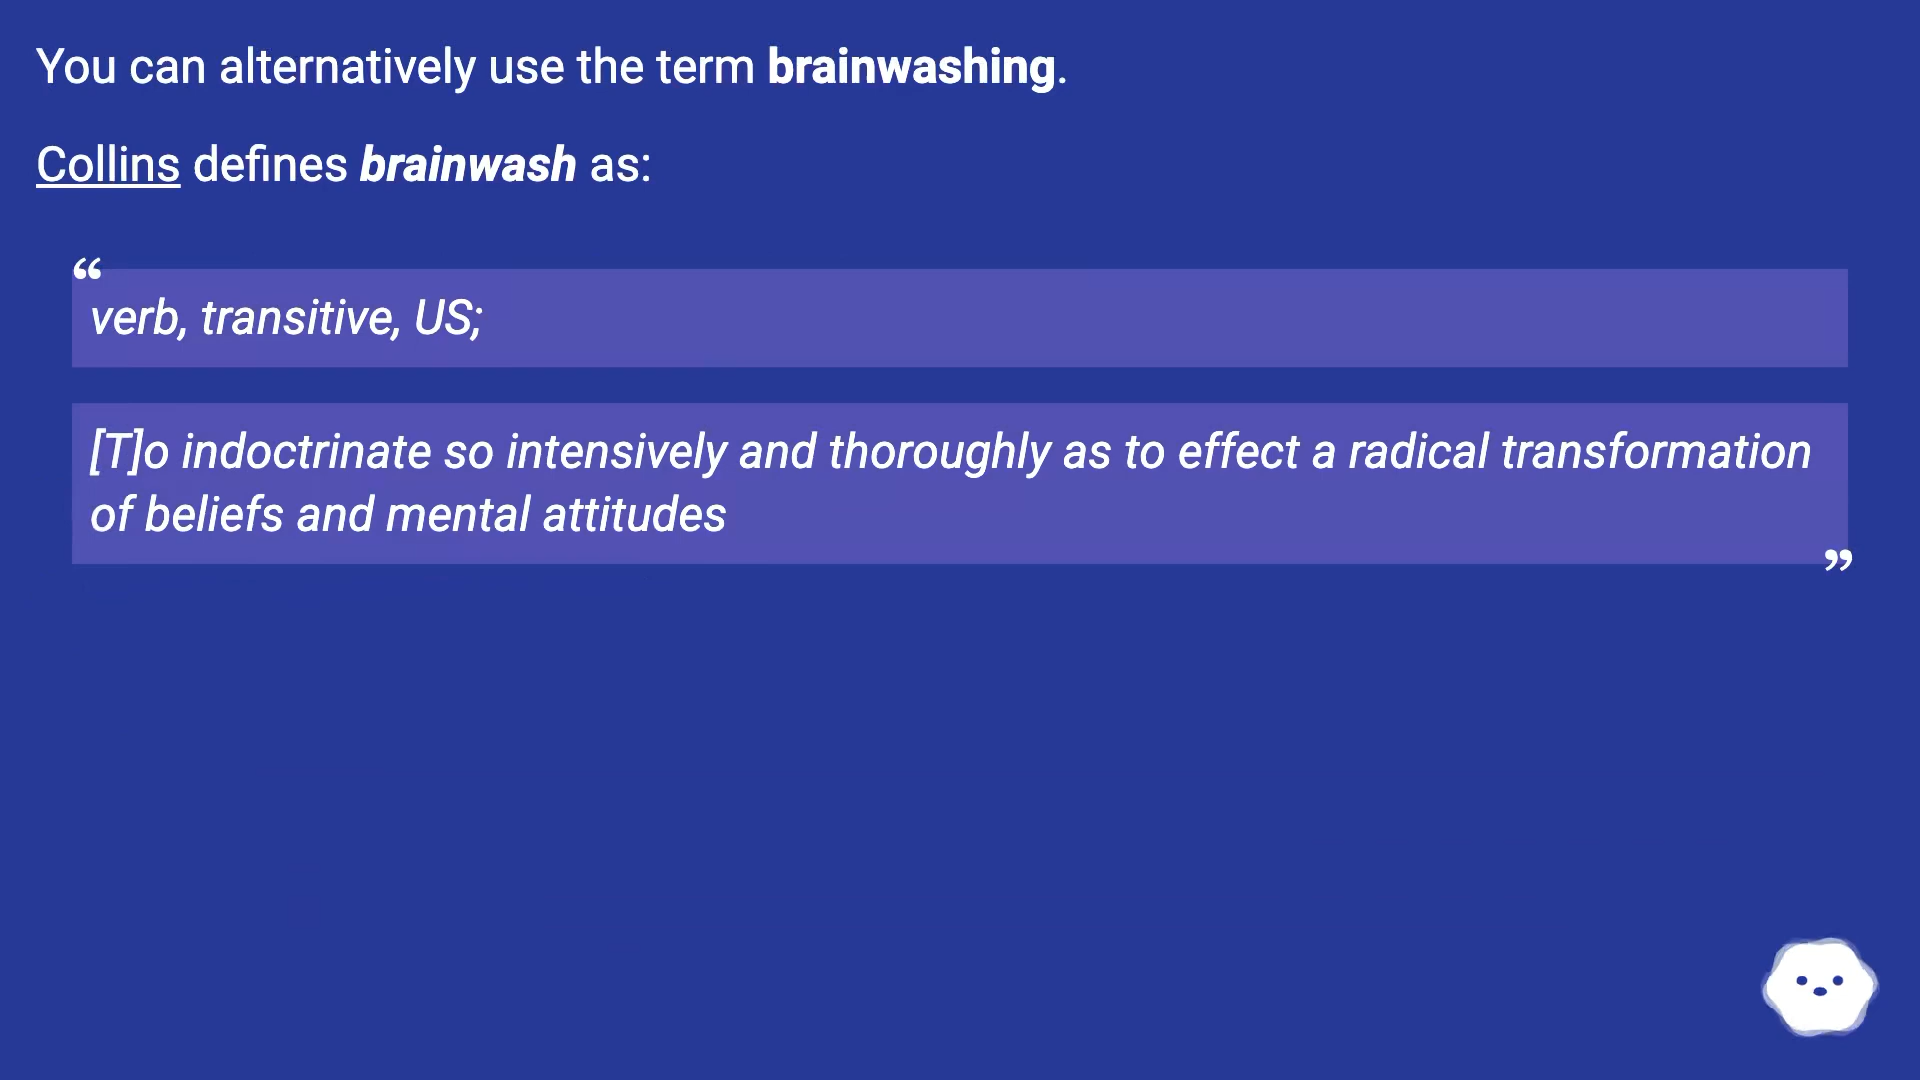 You can alternatively use the term brainwashing.
Collins defines brainwash as:
“
verb, transitive, US;
[T]o indoctrinate so intensively and thoroughly as to effect a radical transformation
of beliefs and mental attitudes
”